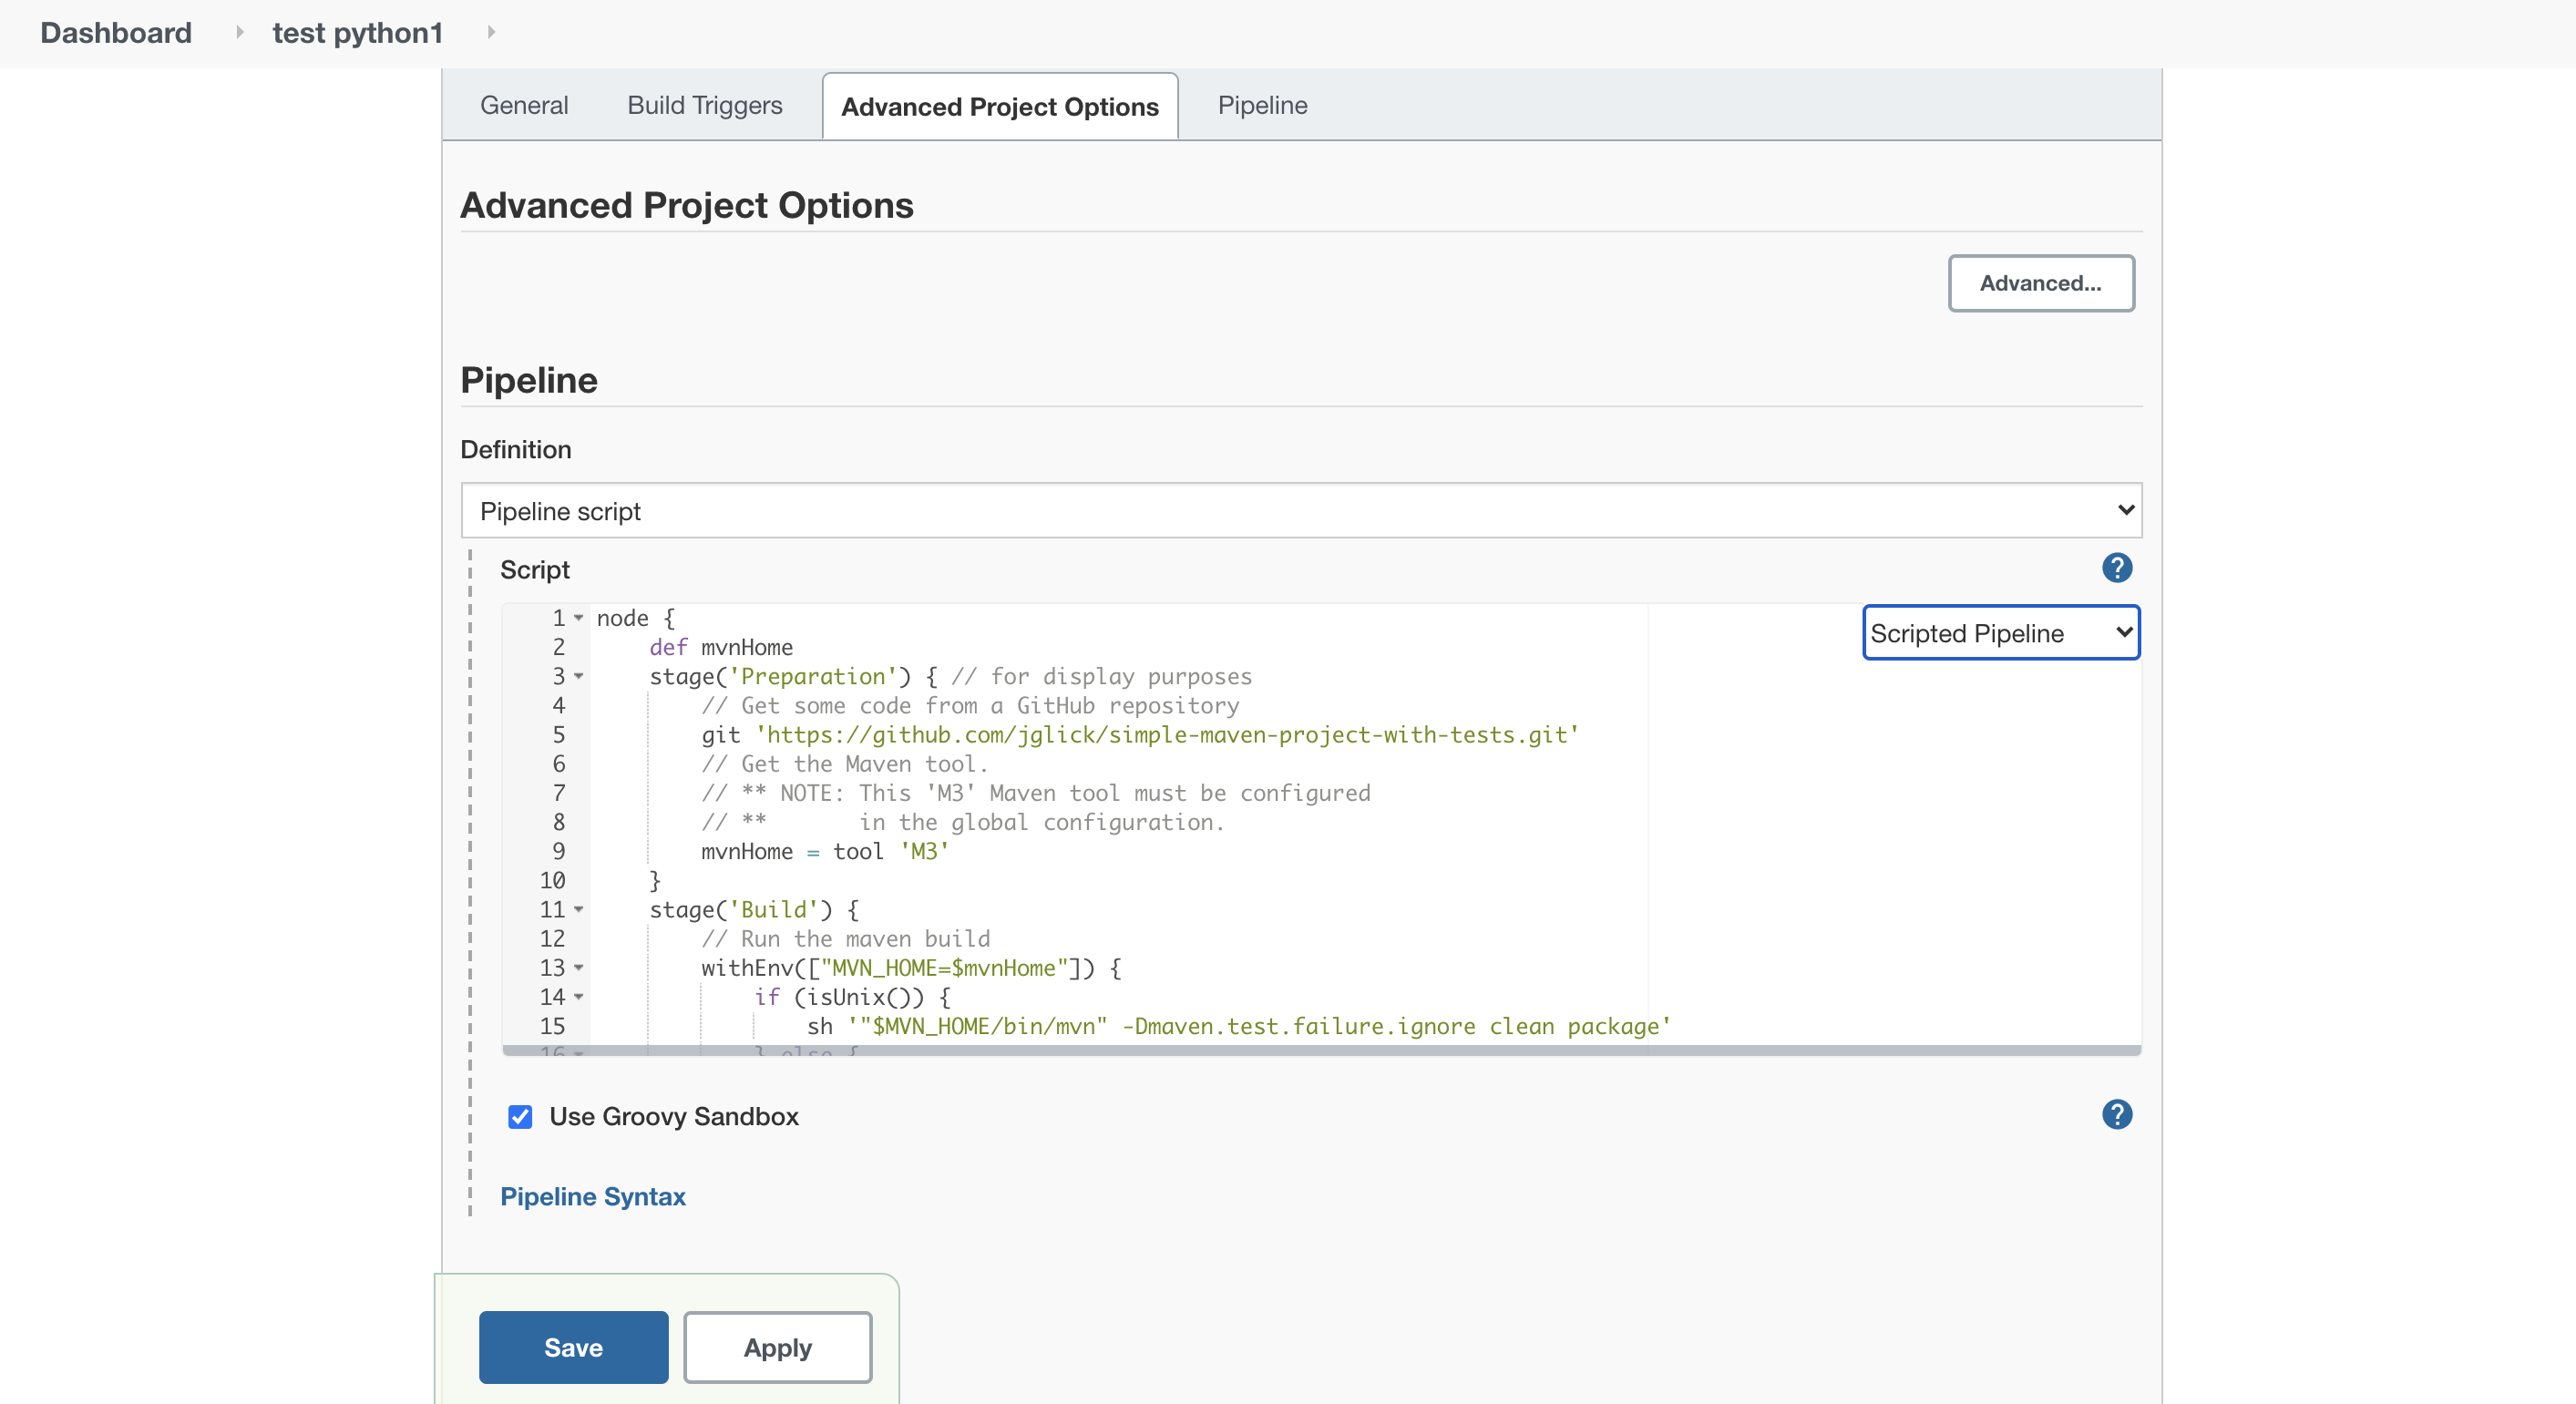 Dashboard
test python1
General
Build Triggers
Advanced Project Options
Pipeline
Advanced Project Options
Advanced...
Pipeline
Definition
Pipeline script
Script
?
Scripted Pipeline
1 node {
2 def mvnHome
3 stage('Preparation') { // for display purposes
4 // Get some code from a GitHub repository
5 git 'https://github.com/jglick/simple-maven-project-with-tests.git'
6 // Get the Maven tool.
7 // ** NOTE: This 'M3' Maven tool must be configured
8 // **       in the global configuration.
9 mvnHome = tool 'M3'
10 }
11 stage('Build') {
12 // Run the maven build
13 withEnv(["MVN_HOME=$mvnHome"]) {
14 if (isUnix()) {
15 sh '"$MVN_HOME/bin/mvn" -Dmaven.test.failure.ignore clean package'
16 } else {
Use Groovy Sandbox
?
Pipeline Syntax
Save
Apply